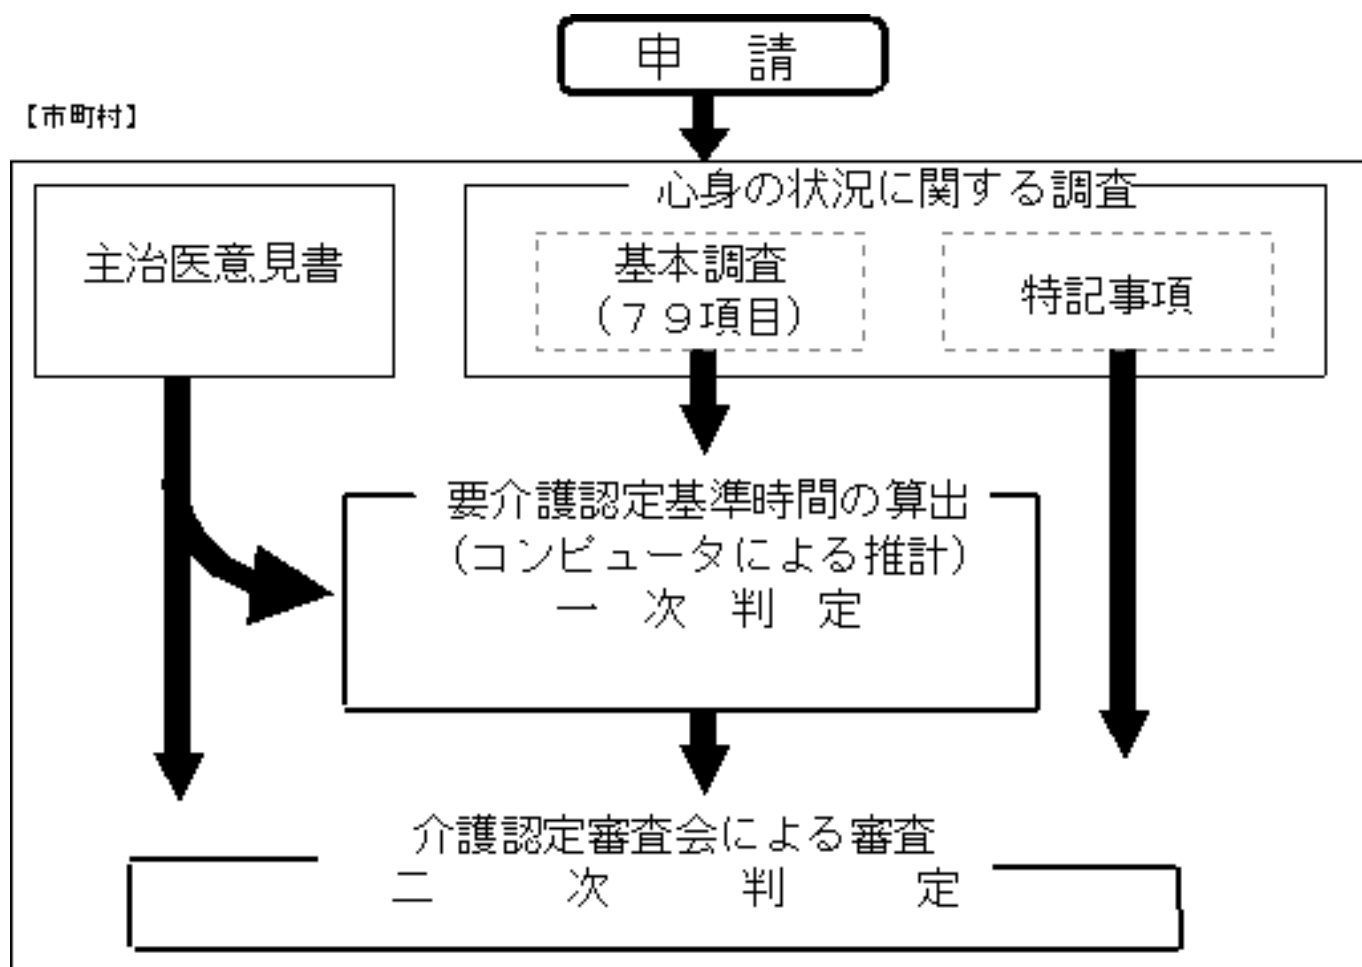 申　請
【市町村】
心身の状況に関する調査
主治医意見書
基本調査
（７９項目）
特記事項
要介護認定基準時間の算出
（コンピュータによる推計）
一　次　判　定
介護認定審査会による審査
二　次　判　定